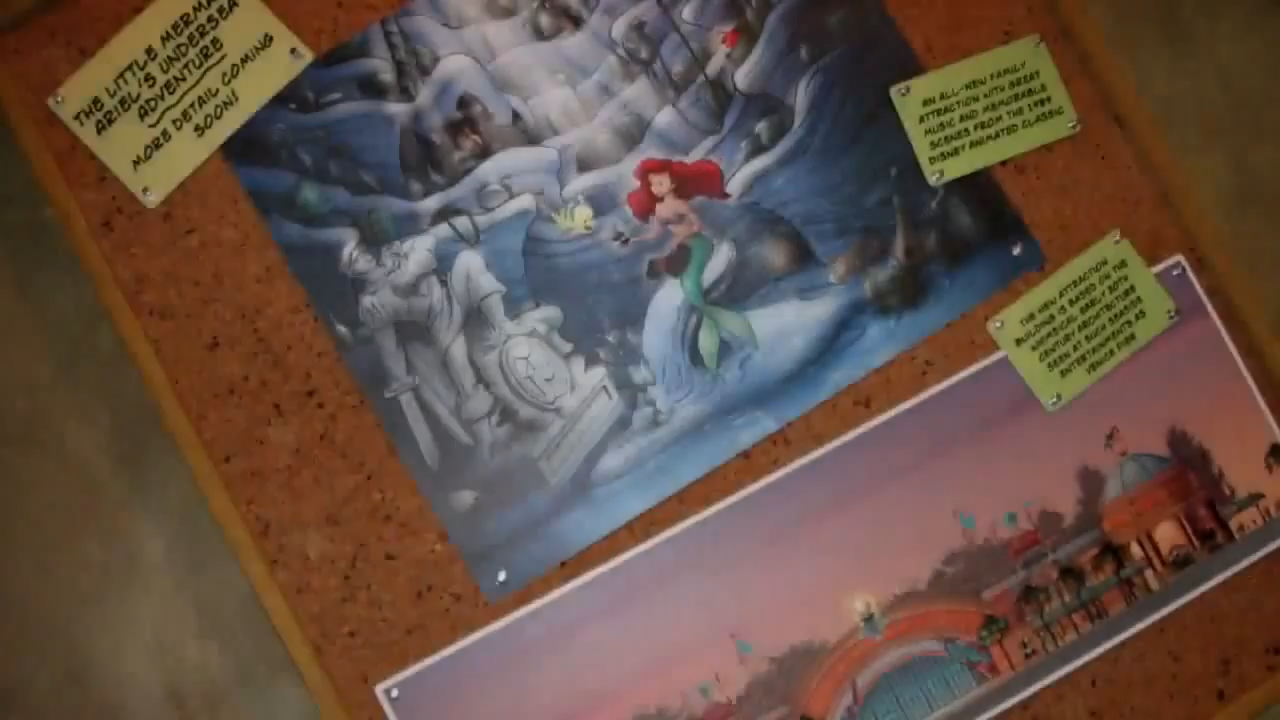 THE LITTLE MERMA
ARIEL'S UNDERSEA
ADVENTURE
MORE DETAIL COMING
SOON!
AN ALL-NEW FAMILY
ATTRACTION WITH GREAT
MUSIC AND MEMORABLE
SCENES FROM THE 1989
DISNEY ANIMATED CLASSIC
THE NEW ATTRACTION
BUILDING IS BASED ON THE
WHIMSICAL EARLY 20TH
CENTURY ARCHITECTURE
SEEN AT SUCH SEASIDE
ENTERTAINMENTS AS
VENICE PIER